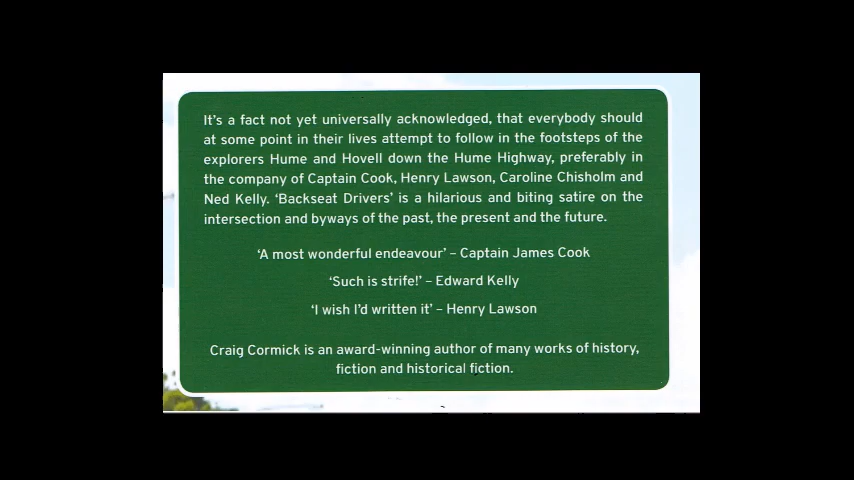 It's a fact not yet universally acknowledged, that everybody should
at some point in their lives attempt to follow in the footsteps of the
explorers Hume and Hovell down the Hume Highway, preferably in
the company of Captain Cook, Henry Lawson, Caroline Chisholm and
Ned Kelly. 'Backseat Drivers' is a hilarious and biting satire on the
intersection and byways of the past, the present and the future.
'A most wonderful endeavour' – Captain James Cook
'Such is strife!' – Edward Kelly
'I wish I'd written it' – Henry Lawson
Craig Cormick is an award-winning author of many works of history,
fiction and historical fiction.